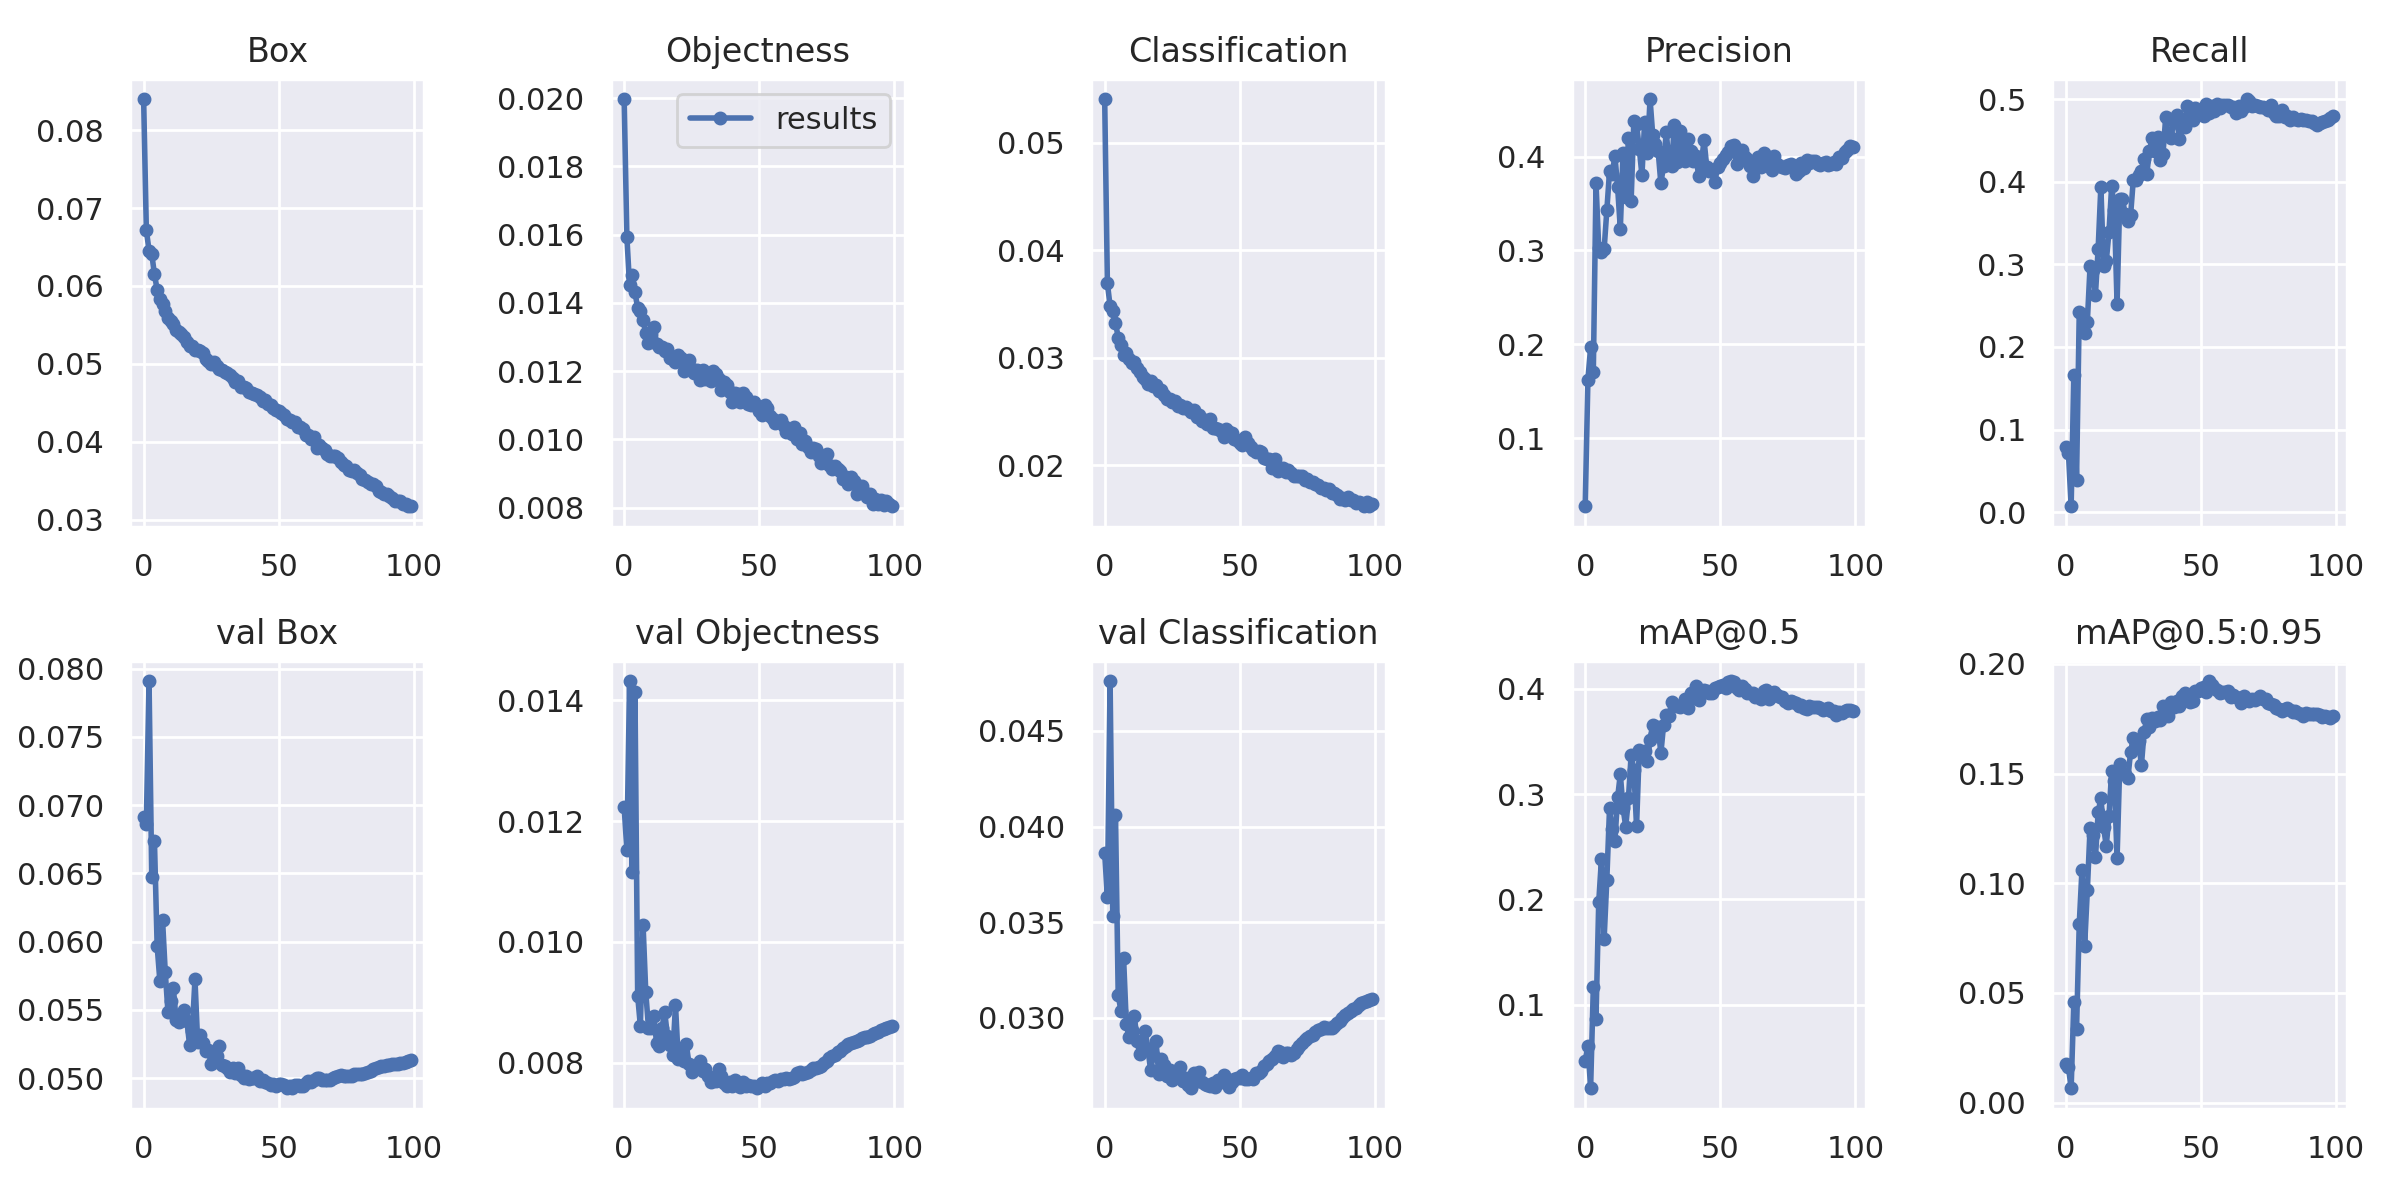 Box
Objectness
Classification
Precision
Recall
0.08
0.07
0.06
0.05
0.04
0.03
0 50 100
results
0.020
0.018
0.016
0.014
0.012
0.010
0.008
0 50 100
0.05
0.04
0.03
0.02
0 50 100
0.4
0.3
0.2
0.1
0 50 100
0.5
0.4
0.3
0.2
0.1
0.0
0 50 100
val Box
val Objectness
val Classification
mAP@0.5
mAP@0.5:0.95
0.080
0.075
0.070
0.065
0.060
0.055
0.050
0 50 100
0.014
0.012
0.010
0.008
0 50 100
0.045
0.040
0.035
0.030
0 50 100
0.4
0.3
0.2
0.1
0 50 100
0.20
0.15
0.10
0.05
0.00
0 50 100